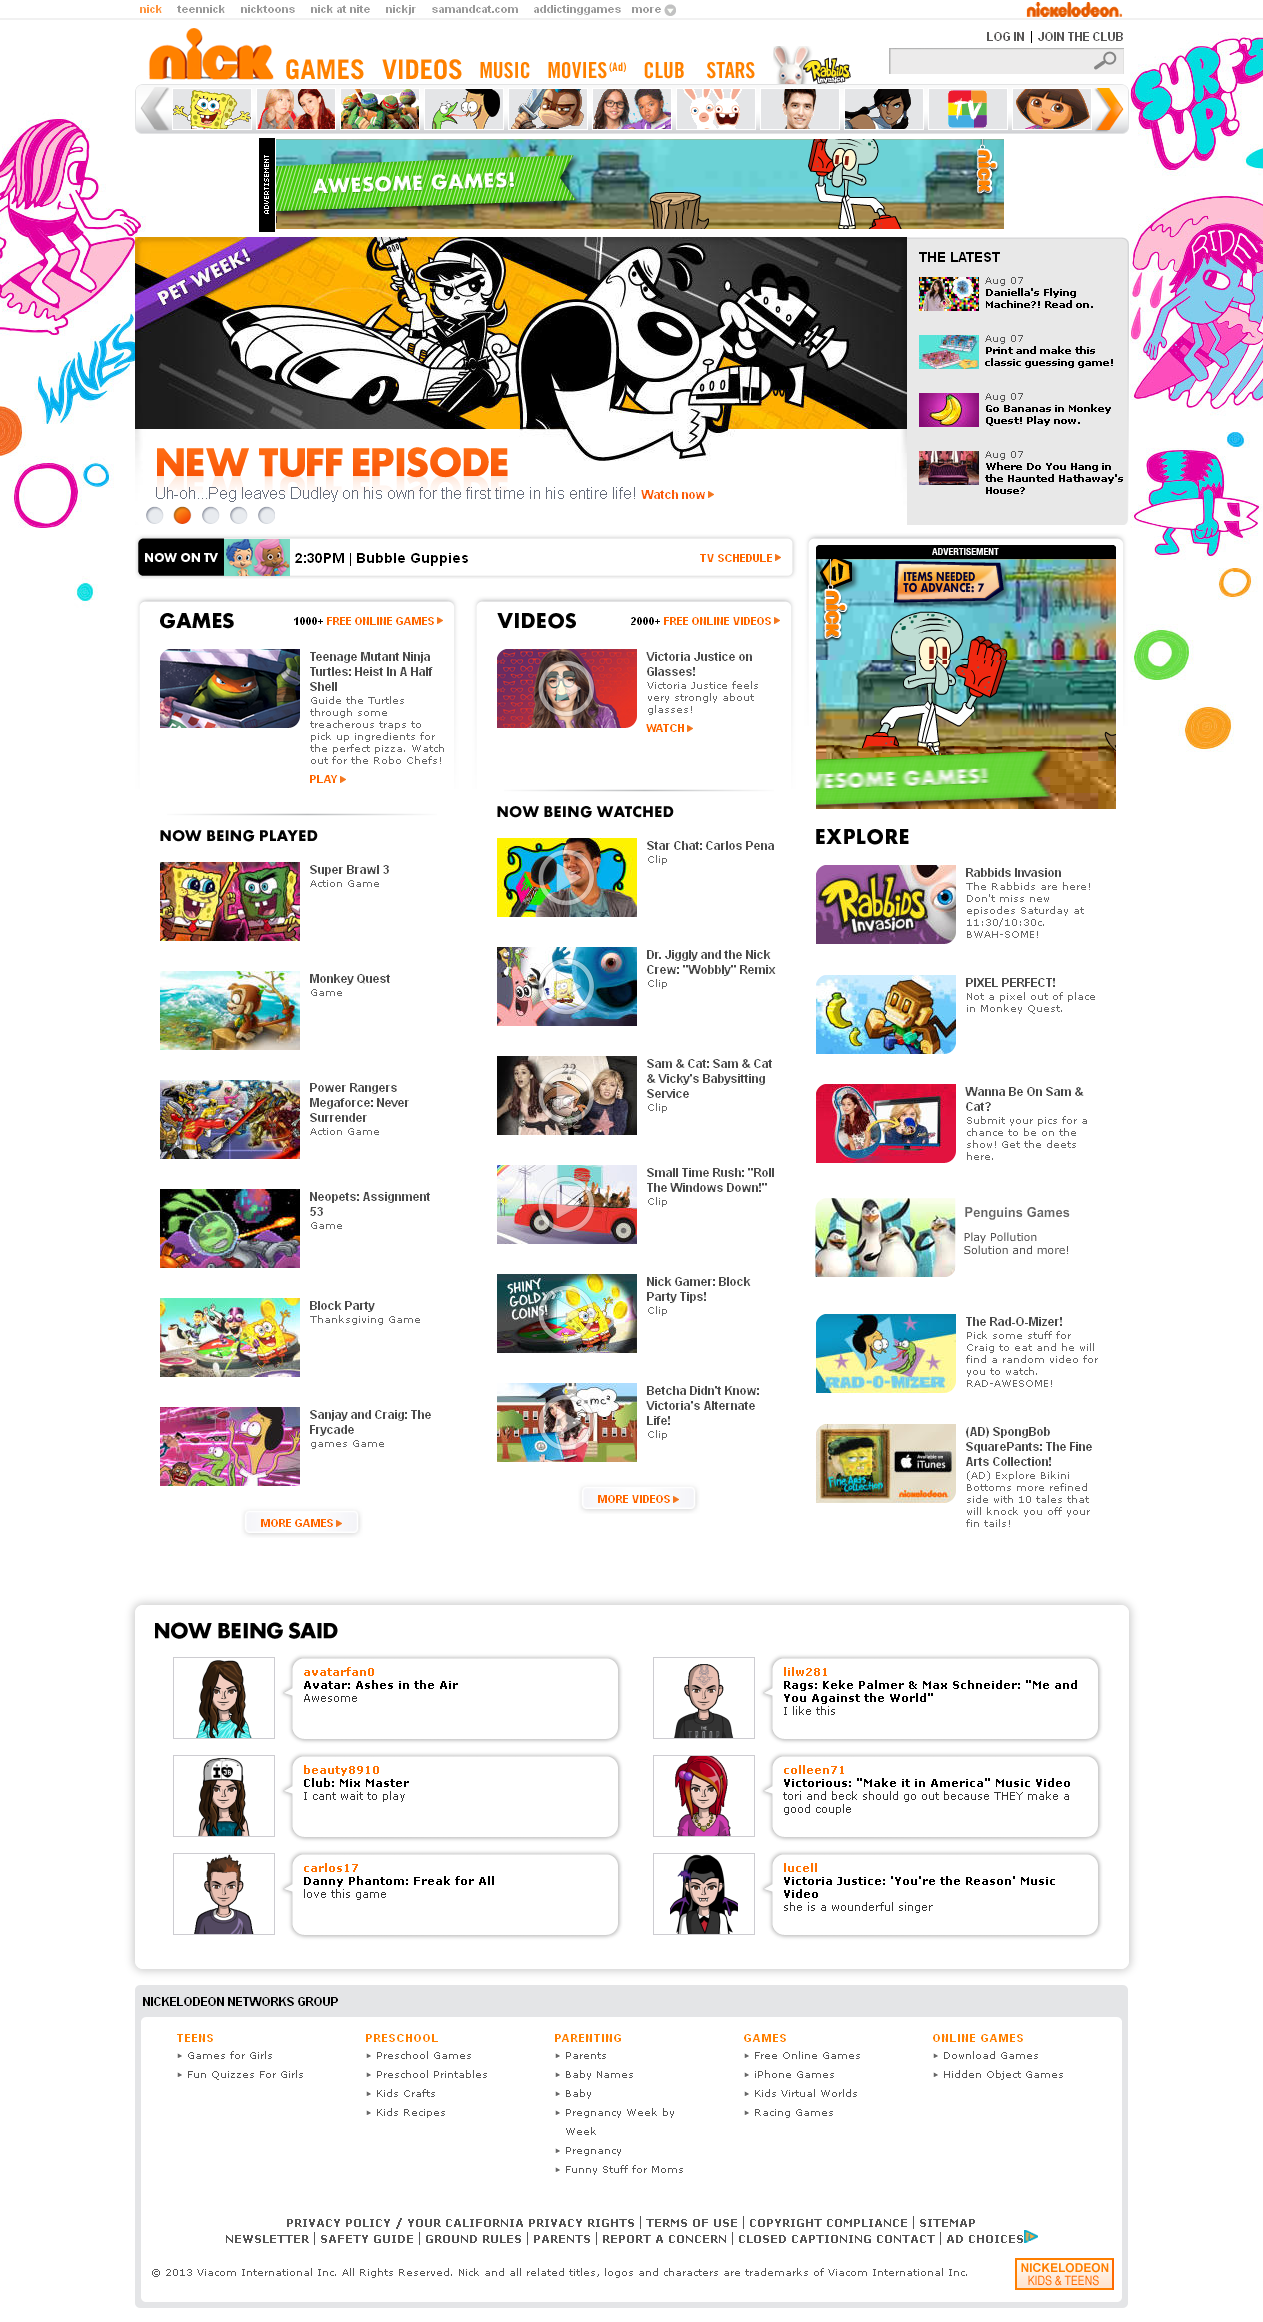 nick teennick nicktoons nick at nite nickjr samandcat.com addictinggames more
nickelodeon.
LOG IN | JOIN THE CLUB
nick GAMES VIDEOS MUSIC MOVIES (Ad) CLUB STARS Rabbids Invasion
TV
SURF'S UP!
ADVERTISEMENT
AWESOME GAMES!
nick
PET WEEK!
NEW TUFF EPISODE
Uh-oh...Peg leaves Dudley on his own for the first time in his entire life! Watch now
THE LATEST
Aug 07
Daniella's Flying
Machine?! Read on.
Aug 07
Print and make this
classic guessing game!
Aug 07
Go Bananas in Monkey
Quest! Play now.
Aug 07
Where Do You Hang in
the Haunted Hathaway's
House?
WAVES
RIDE
NOW ON TV 2:30PM | Bubble Guppies TV SCHEDULE
GAMES 1000+ FREE ONLINE GAMES
Teenage Mutant Ninja
Turtles: Heist In A Half
Shell
Guide the Turtles
through some
treacherous traps to
pick up ingredients for
the perfect pizza. Watch
out for the Robo Chefs!
PLAY
NOW BEING PLAYED
Super Brawl 3
Action Game
Monkey Quest
Game
Power Rangers
Megaforce: Never
Surrender
Action Game
Neopets: Assignment
53
Game
Block Party
Thanksgiving Game
Sanjay and Craig: The
Frycade
games Game
MORE GAMES
VIDEOS 2000+ FREE ONLINE VIDEOS
Victoria Justice on
Glasses!
Victoria Justice feels
very strongly about
glasses!
WATCH
NOW BEING WATCHED
Star Chat: Carlos Pena
Clip
Dr. Jiggly and the Nick
Crew: "Wobbly" Remix
Clip
Sam & Cat: Sam & Cat
& Vicky's Babysitting
Service
Clip
Small Time Rush: "Roll
The Windows Down!"
Clip
SHINY
GOLD
COINS!
Nick Gamer: Block
Party Tips!
Clip
e=mc²
Betcha Didn't Know:
Victoria's Alternate
Life!
Clip
MORE VIDEOS
ADVERTISEMENT
nick
ITEMS NEEDED
TO ADVANCE: 7
WESOME GAMES!
EXPLORE
Rabbids
Invasion
Rabbids Invasion
The Rabbids are here!
Don't miss new
episodes Saturday at
11:30/10:30c.
BWAH-SOME!
PIXEL PERFECT!
Not a pixel out of place
in Monkey Quest.
Wanna Be On Sam &
Cat?
Submit your pics for a
chance to be on the
show! Get the deets
here.
Penguins Games
Play Pollution
Solution and more!
RAD-O-MIZER
The Rad-O-Mizer!
Pick some stuff for
Craig to eat and he will
find a random video for
you to watch.
RAD-AWESOME!
Fine Arts
Collection
Available on
iTunes
nickelodeon
(AD) SpongBob
SquarePants: The Fine
Arts Collection!
(AD) Explore Bikini
Bottoms more refined
side with 10 tales that
will knock you off your
fin tails!
NOW BEING SAID
avatarfan0
Avatar: Ashes in the Air
Awesome
lilw281
Rags: Keke Palmer & Max Schneider: "Me and
You Against the World"
I like this
beauty8910
Club: Mix Master
I cant wait to play
colleen71
Victorious: "Make it in America" Music Video
tori and beck should go out because THEY make a
good couple
carlos17
Danny Phantom: Freak for All
love this game
lucell
Victoria Justice: 'You're the Reason' Music
Video
she is a wounderful singer
NICKELODEON NETWORKS GROUP
TEENS
Games for Girls
Fun Quizzes For Girls
PRESCHOOL
Preschool Games
Preschool Printables
Kids Crafts
Kids Recipes
PARENTING
Parents
Baby Names
Baby
Pregnancy Week by
Week
Pregnancy
Funny Stuff for Moms
GAMES
Free Online Games
iPhone Games
Kids Virtual Worlds
Racing Games
ONLINE GAMES
Download Games
Hidden Object Games
PRIVACY POLICY / YOUR CALIFORNIA PRIVACY RIGHTS | TERMS OF USE | COPYRIGHT COMPLIANCE | SITEMAP
NEWSLETTER | SAFETY GUIDE | GROUND RULES | PARENTS | REPORT A CONCERN | CLOSED CAPTIONING CONTACT | AD CHOICES
© 2013 Viacom International Inc. All Rights Reserved. Nick and all related titles, logos and characters are trademarks of Viacom International Inc.
NICKELODEON
KIDS & TEENS